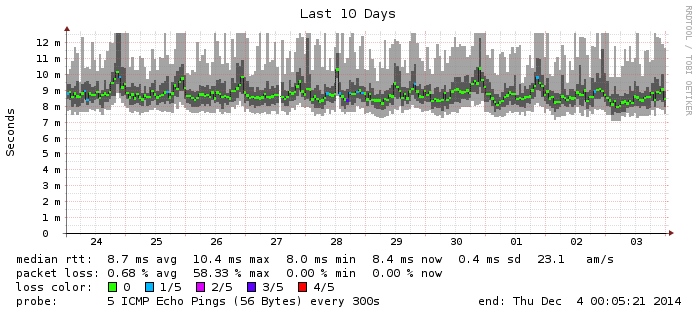 Last 10 Days
RRDTOOL / TOBI OETIKER
Seconds
12 m
11 m
10 m
9 m
8 m
7 m
6 m
5 m
4 m
3 m
2 m
1 m
0
24 25 26 27 28 29 30 01 02 03
median rtt: 8.7 ms avg 10.4 ms max 8.0 ms min 8.4 ms now 0.4 ms sd 23.1 am/s
packet loss: 0.68 % avg 58.33 % max 0.00 % min 0.00 % now
loss color: 0 1/5 2/5 3/5 4/5
probe: 5 ICMP Echo Pings (56 Bytes) every 300s end: Thu Dec 4 00:05:21 2014